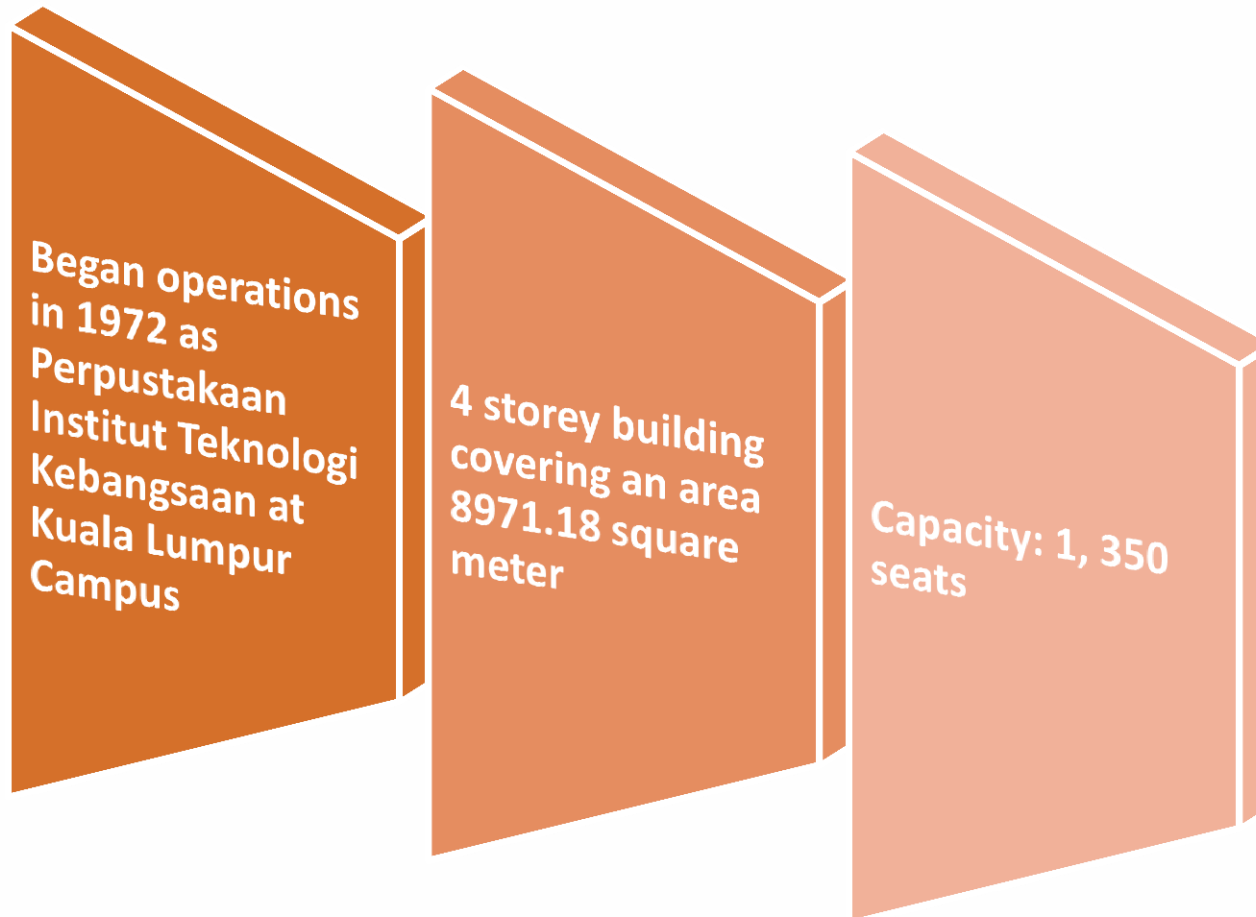 Began operations
in 1972 as
Perpustakaan
Institut Teknologi
Kebangsaan at
Kuala Lumpur
Campus
4 storey building
covering an area
8971.18 square
meter
Capacity: 1, 350
seats